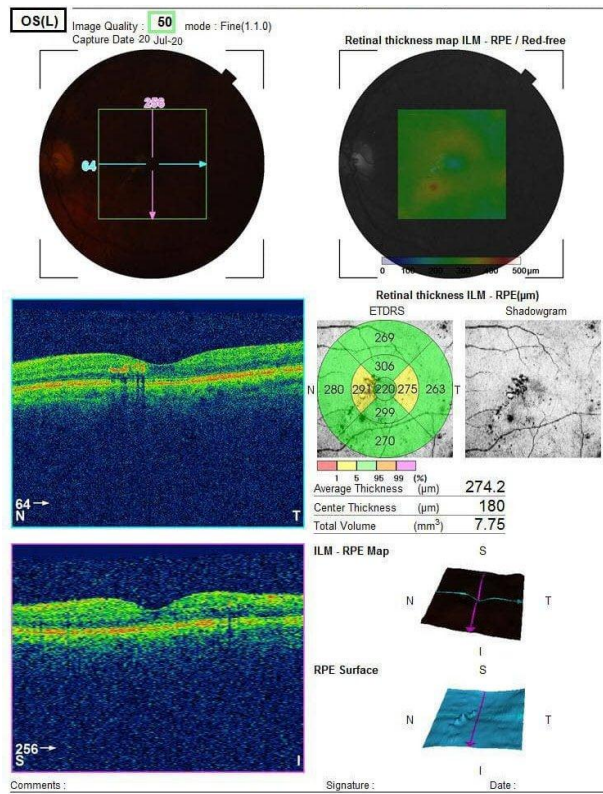 OS(L) Image Quality : 50 mode : Fine(1.1.0)
Capture Date 20 Jul-20
Retinal thickness map ILM - RPE / Red-free
256
64
0 100 200 300 400 500μm
Retinal thickness ILM - RPE(μm)
ETDRS Shadowgram
269
306
N 280 291 220 275 263 T
299
270
1 5 95 99 (%)
Average Thickness (μm) 274.2
Center Thickness (μm) 180
Total Volume (mm³) 7.75
64
N T
ILM - RPE Map S
N T
I
RPE Surface S
N T
I
256
S I
Comments : Signature : Date :